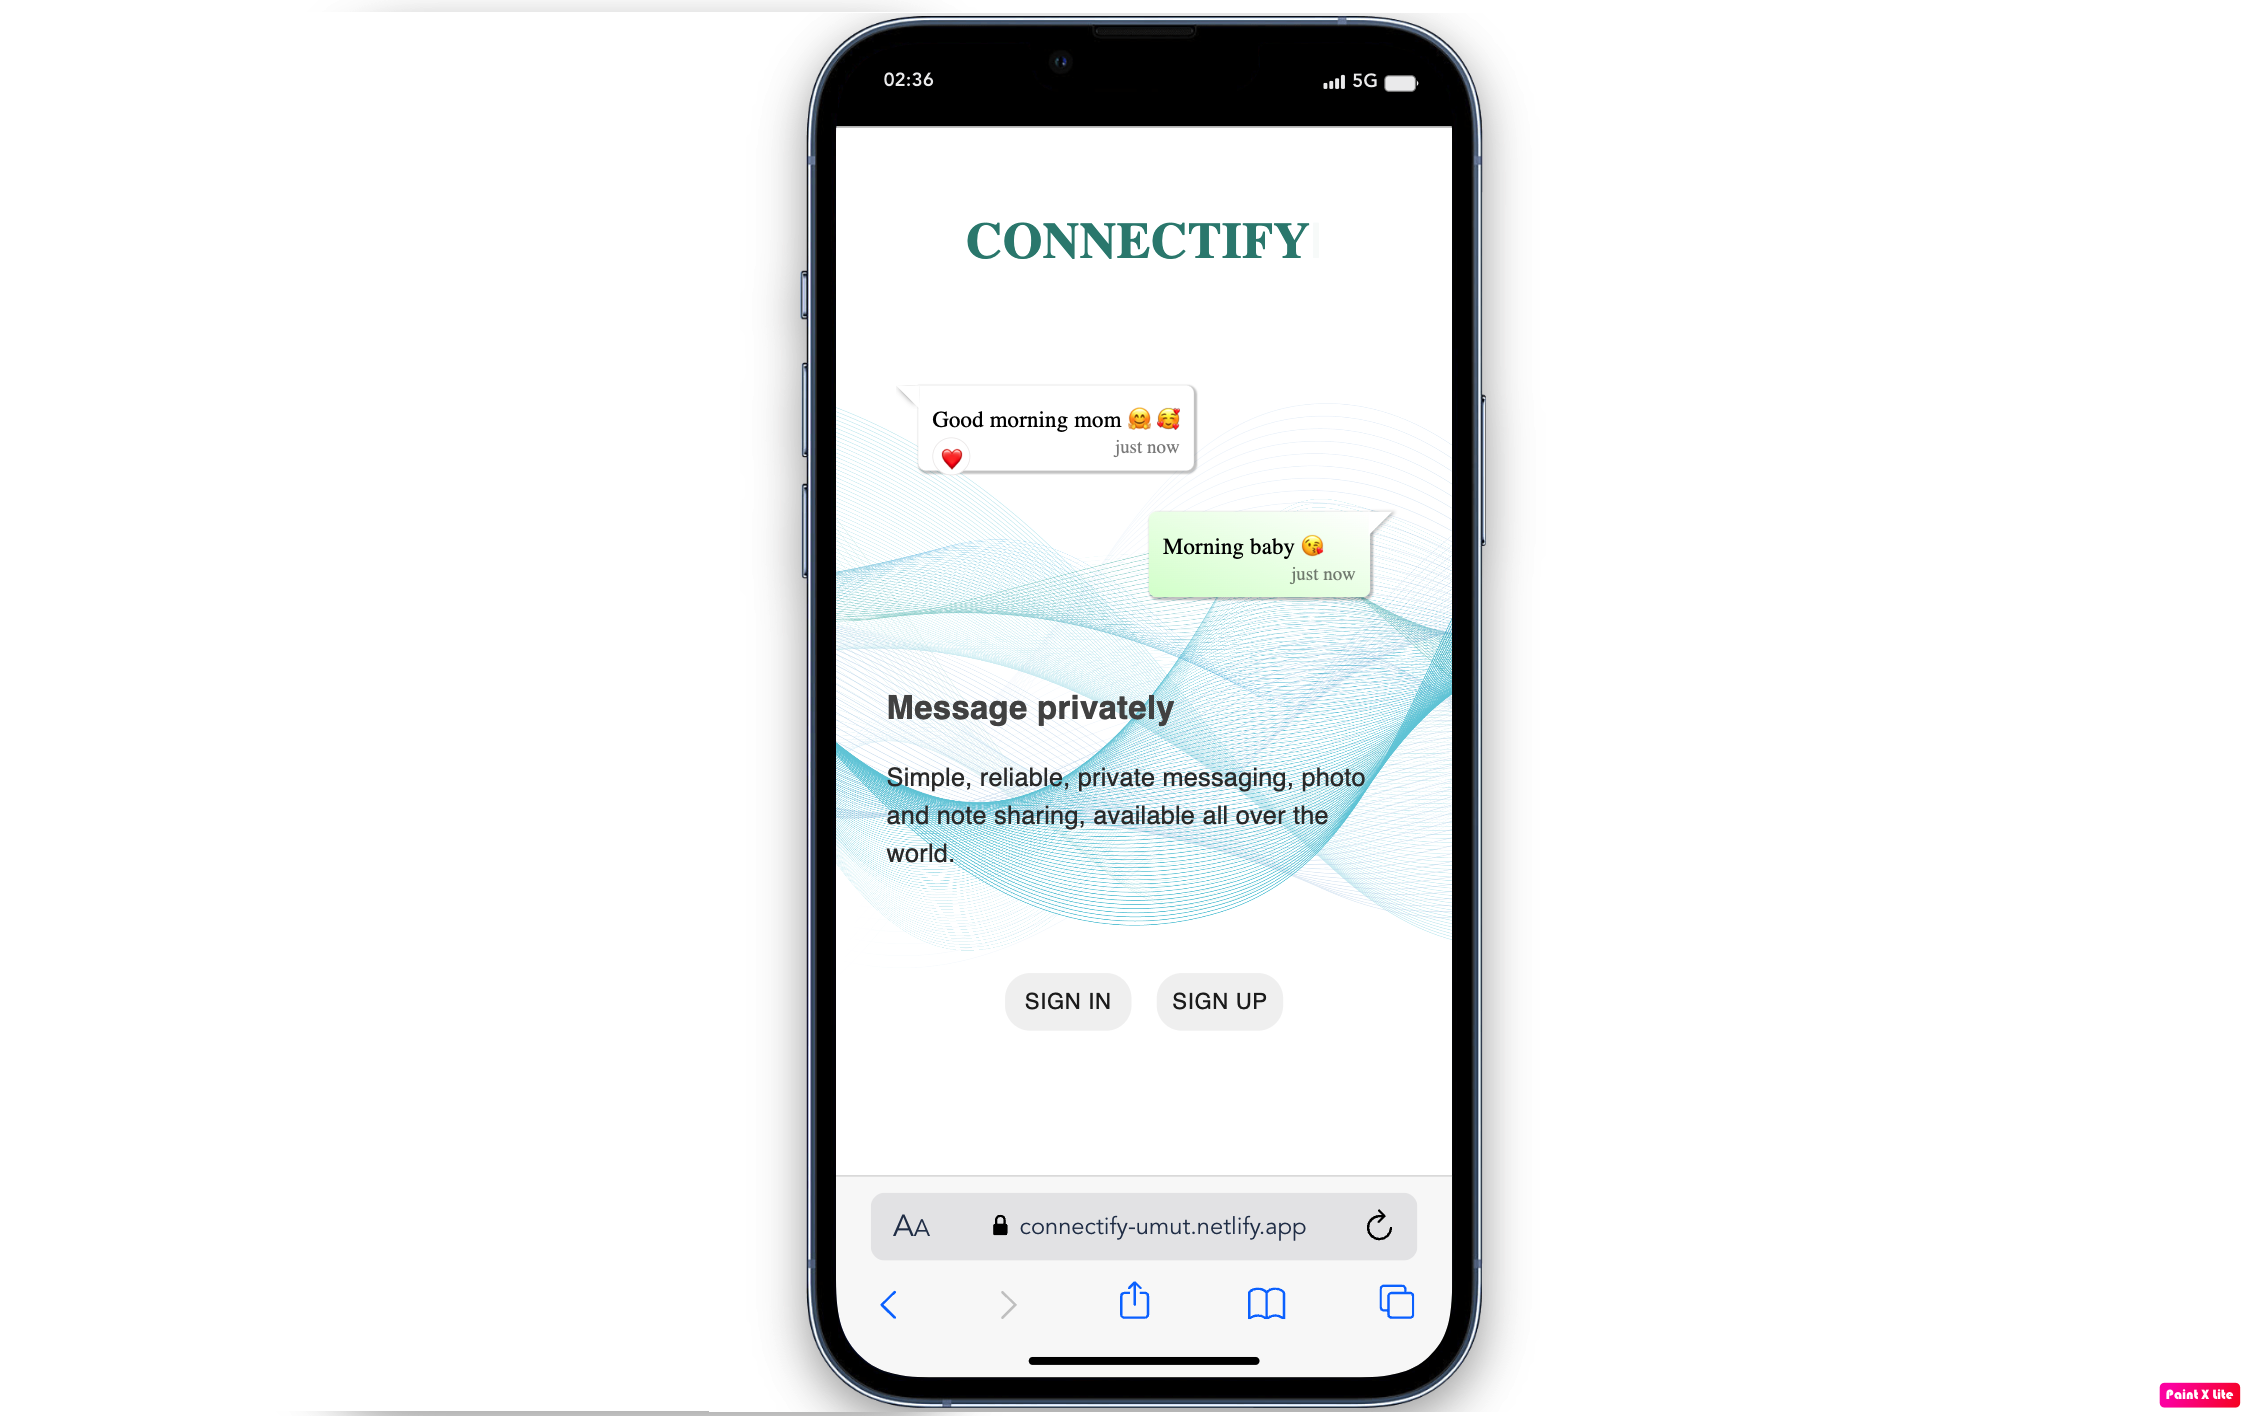 02:36
5G
CONNECTIFY
Good morning mom 🤗 🥰
❤️ just now
Morning baby 😘
just now
Message privately
Simple, reliable, private messaging, photo
and note sharing, available all over the
world.
SIGN IN SIGN UP
AA connectify-umut.netlify.app
Paint X Lite